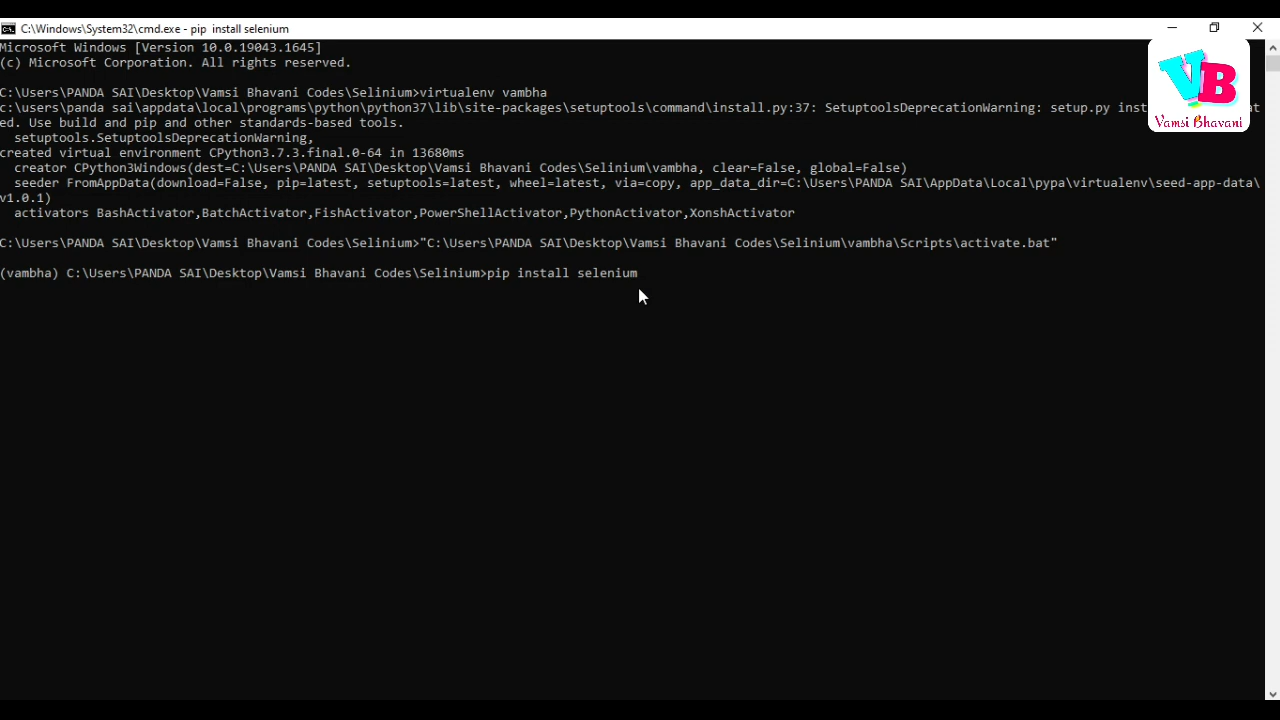 C:\Windows\System32\cmd.exe - pip install selenium
Microsoft Windows [Version 10.0.19043.1645]
(c) Microsoft Corporation. All rights reserved.
C:\Users\PANDA SAI\Desktop\Vamsi Bhavani Codes\Selinium>virtualenv vambha
c:\users\panda sai\appdata\local\programs\python\python37\lib\site-packages\setuptools\command\install.py:37: SetuptoolsDeprecationWarning: setup.py
ed. Use build and pip and other standards-based tools.
setuptools.SetuptoolsDeprecationWarning,
created virtual environment CPython3.7.3.final.0-64 in 13680ms
creator CPython3Windows(dest=C:\Users\PANDA SAI\Desktop\Vamsi Bhavani Codes\Selinium\vambha, clear=False, global=False)
seeder FromAppData(download=False, pip=latest, setuptools=latest, wheel=latest, via=copy, app_data_dir=C:\Users\PANDA SAI\AppData\Local\pypa\virtualenv\seed-app-data\
v1.0.1)
activators BashActivator,BatchActivator,FishActivator,PowerShellActivator,PythonActivator,XonshActivator
C:\Users\PANDA SAI\Desktop\Vamsi Bhavani Codes\Selinium>"C:\Users\PANDA SAI\Desktop\Vamsi Bhavani Codes\Selinium\vambha\Scripts\activate.bat"
(vambha) C:\Users\PANDA SAI\Desktop\Vamsi Bhavani Codes\Selinium>pip install selenium
VB
Vamsi Bhavani